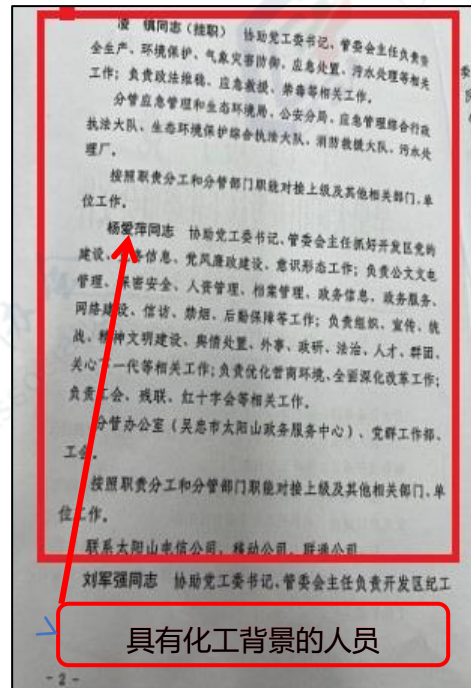 凌 镇同志（挂职） 协助党工委书记、管委会主任负责安
全生产、环境保护、气象灾害防御、应急处置、污水处理等相关
工作；负责政法维稳、应急救援、禁毒等相关工作。
分管应急管理和生态环境局、公安分局、应急管理综合行政
执法大队、生态环境保护综合执法大队、消防救援大队、污水处
理厂。
按照职责分工和分管部门职能对接上级及其他相关部门、单
位工作。
杨爱萍同志 协助党工委书记、管委会主任抓好开发区党的
建设、 务信息、党风廉政建设、意识形态工作；负责公文文电
管理、保密安全、人资管理、档案管理、政务信息、政务服务、
网络建设、信访、禁烟、后勤保障等工作；负责组织、宣传、统
战、精神文明建设、舆情处置、外事、政研、法治、人才、群团、
关心下一代等相关工作；负责优化营商环境、全面深化改革工作；
负责工会、残联、红十字会等相关工作。
分管办公室（吴忠市太阳山政务服务中心）、党群工作部、
工会。
按照职责分工和分管部门职能对接上级及其他相关部门、单
位工作。
联系太阳山电信公司、移动公司、联通公司
刘军强同志 协助党工委书记、管委会主任负责开发区纪工
具有化工背景的人员
- 2 -